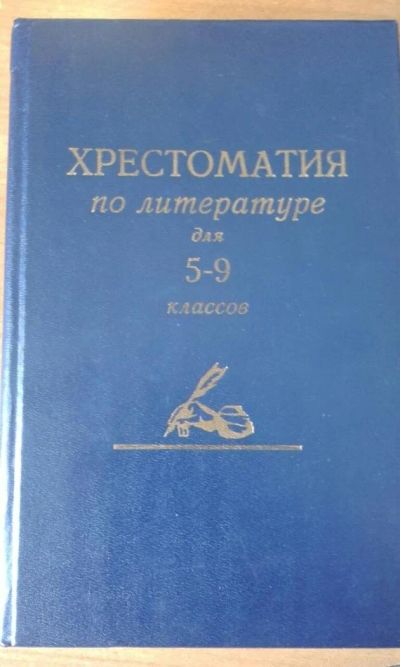 ХРЕСТОМАТИЯ
по литературе
для
5-9
классов